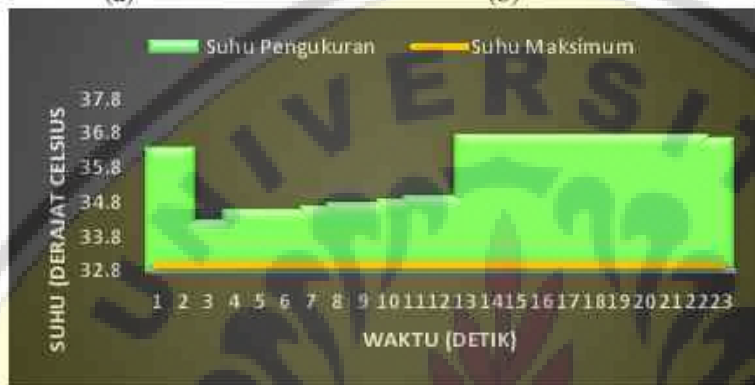 (a) (b)
Suhu Pengukuran Suhu Maksimum
SUHU (DERAJAT CELSIUS
37.8
36.8
35.8
34.8
33.8
32.8
1 2 3 4 5 6 7 8 9 10 11 12 13 14 15 16 17 18 19 20 21 22 23
WAKTU (DETIK)
UNIVERSIT